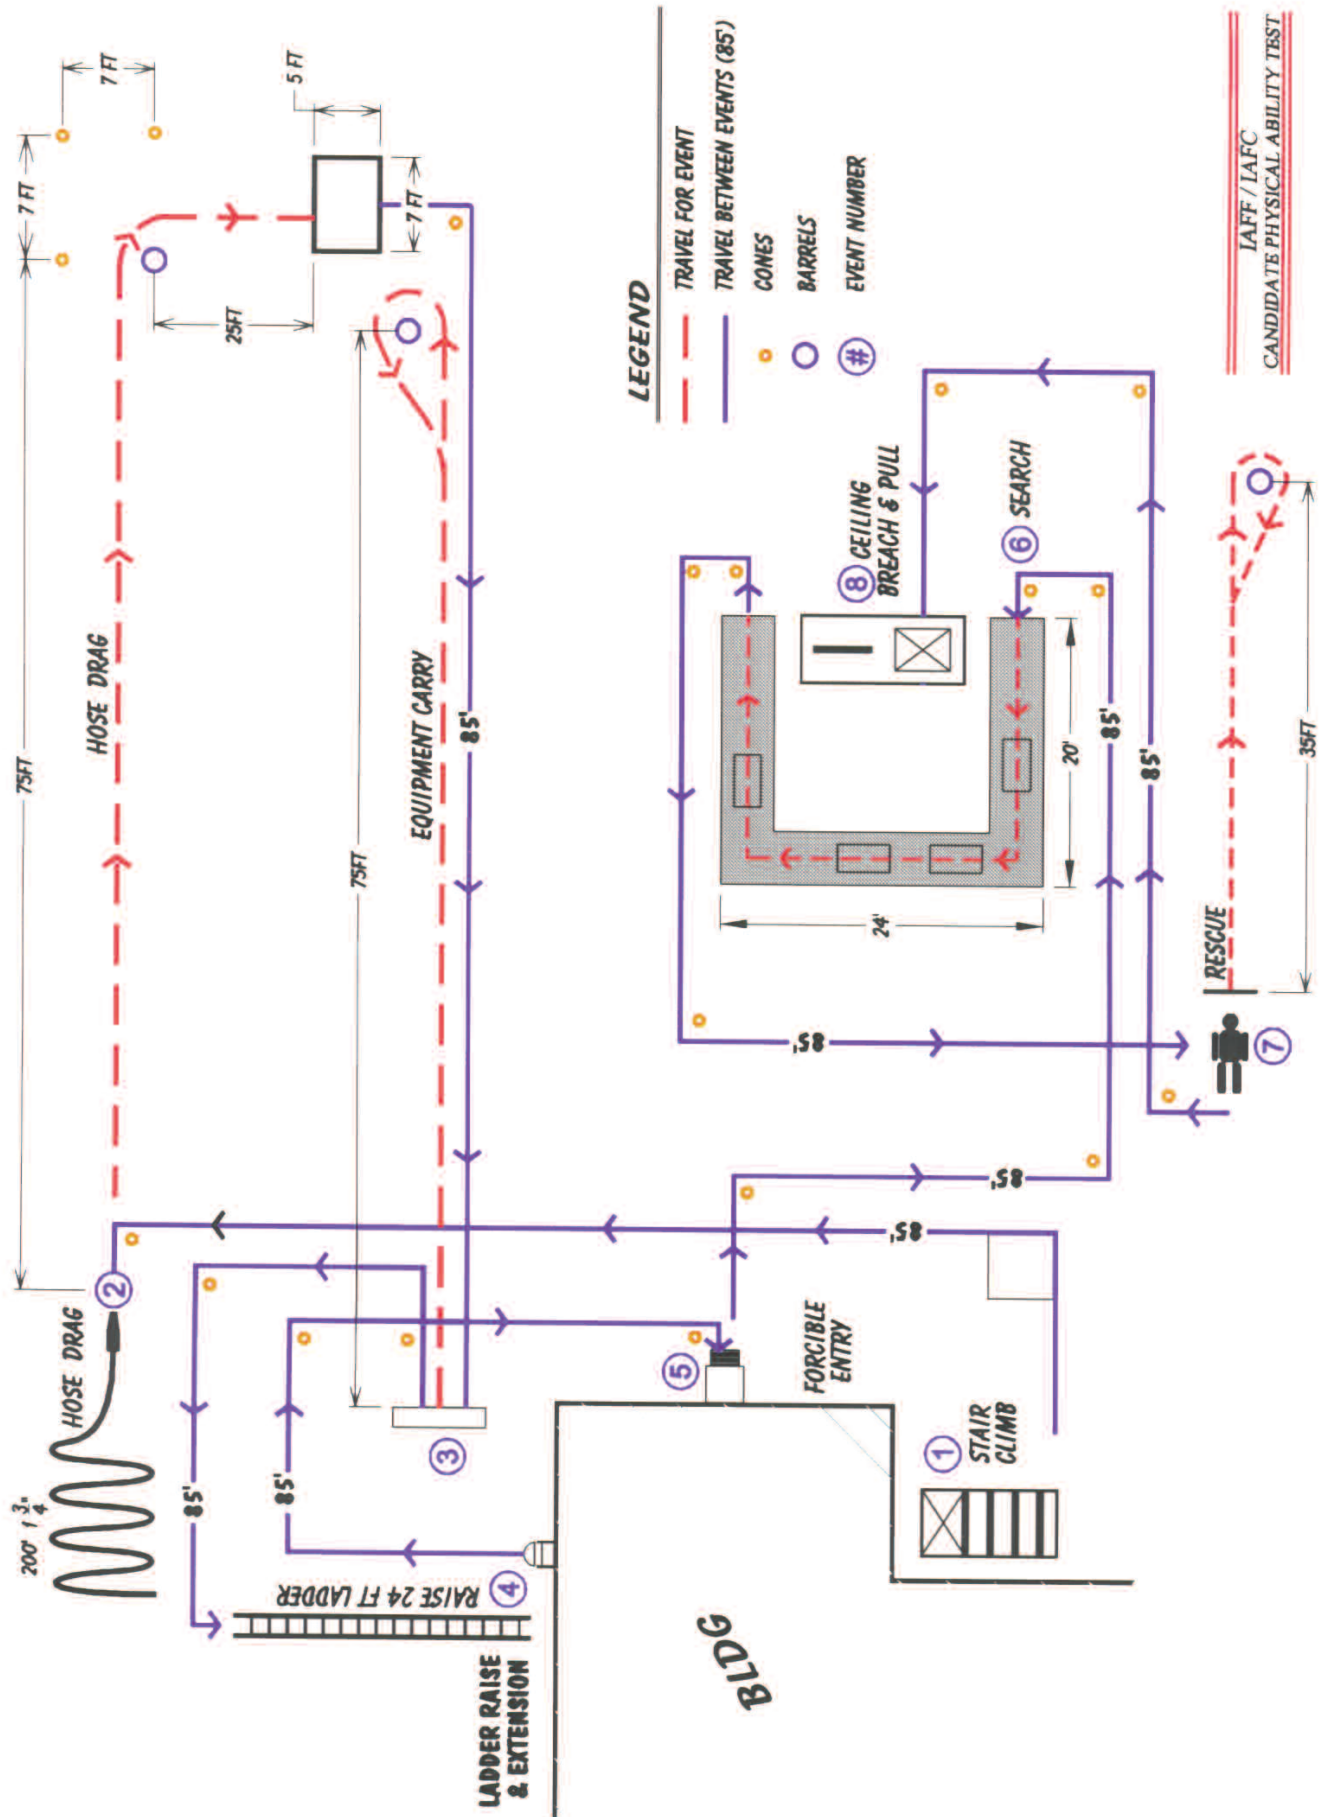 200' 1 3/4"
HOSE DRAG
2
75FT
HOSE DRAG
7 FT
7 FT
25FT
5 FT
7 FT
85'
RAISE 24 FT LADDER
4
LADDER RAISE
& EXTENSION
85'
3
75FT
EQUIPMENT CARRY
85'
BLDG
5
FORCIBLE
ENTRY
1
STAIR
CLIMB
85'
85'
85'
24'
20'
85'
85'
8 CEILING
BREACH & PULL
6 SEARCH
7
RESCUE
35FT
LEGEND
TRAVEL FOR EVENT
TRAVEL BETWEEN EVENTS (85')
CONES
BARRELS
# EVENT NUMBER
IAFF / IAFC
CANDIDATE PHYSICAL ABILITY TEST